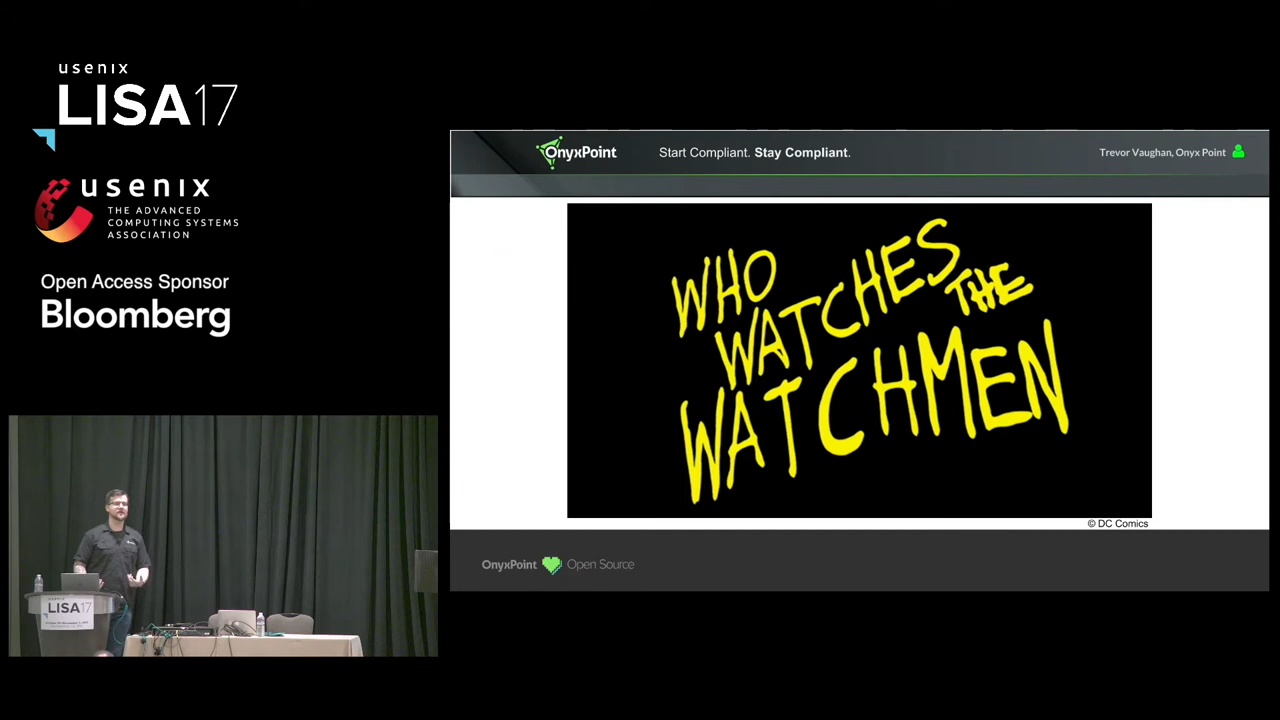 usenix
LISA17
usenix
THE ADVANCED
COMPUTING SYSTEMS
ASSOCIATION
Open Access Sponsor
Bloomberg
OnyxPoint
Start Compliant. Stay Compliant.
Trevor Vaughan, Onyx Point
WHO
WATCHES THE
WATCHMEN
© DC Comics
OnyxPoint Open Source
LISA17